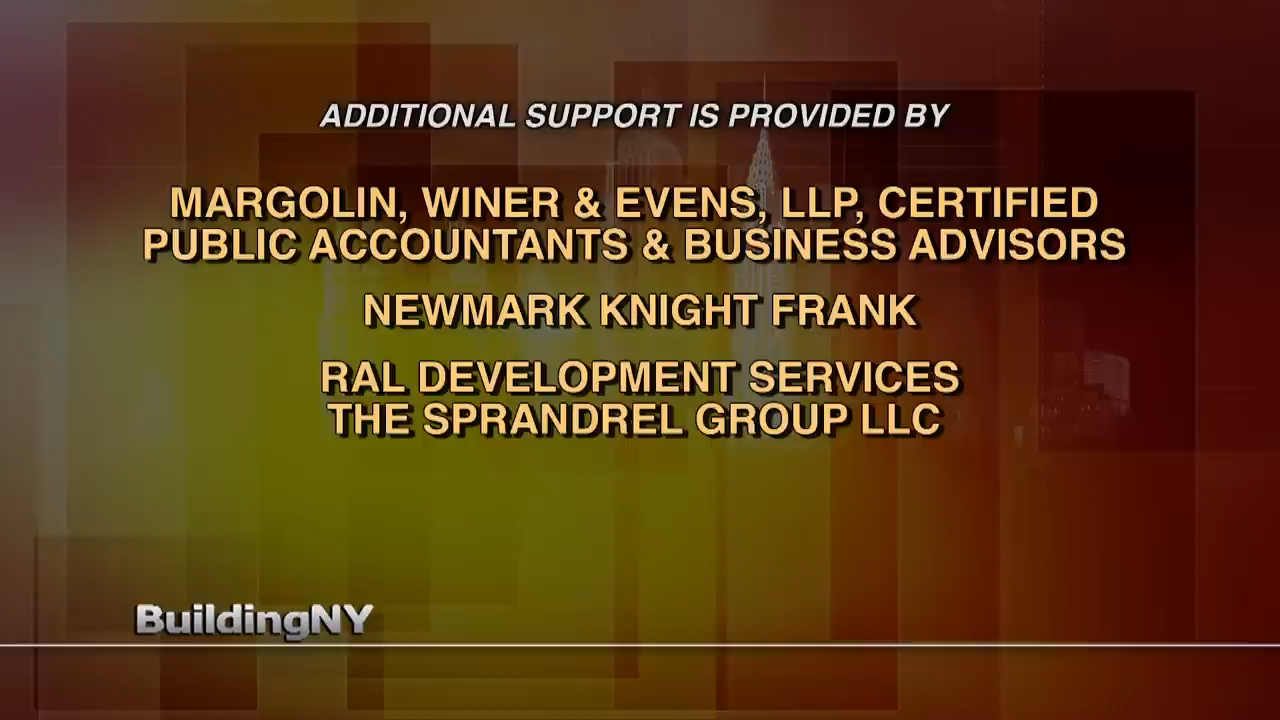 ADDITIONAL SUPPORT IS PROVIDED BY
MARGOLIN, WINER & EVENS, LLP, CERTIFIED
PUBLIC ACCOUNTANTS & BUSINESS ADVISORS
NEWMARK KNIGHT FRANK
RAL DEVELOPMENT SERVICES
THE SPRANDREL GROUP LLC
BuildingNY